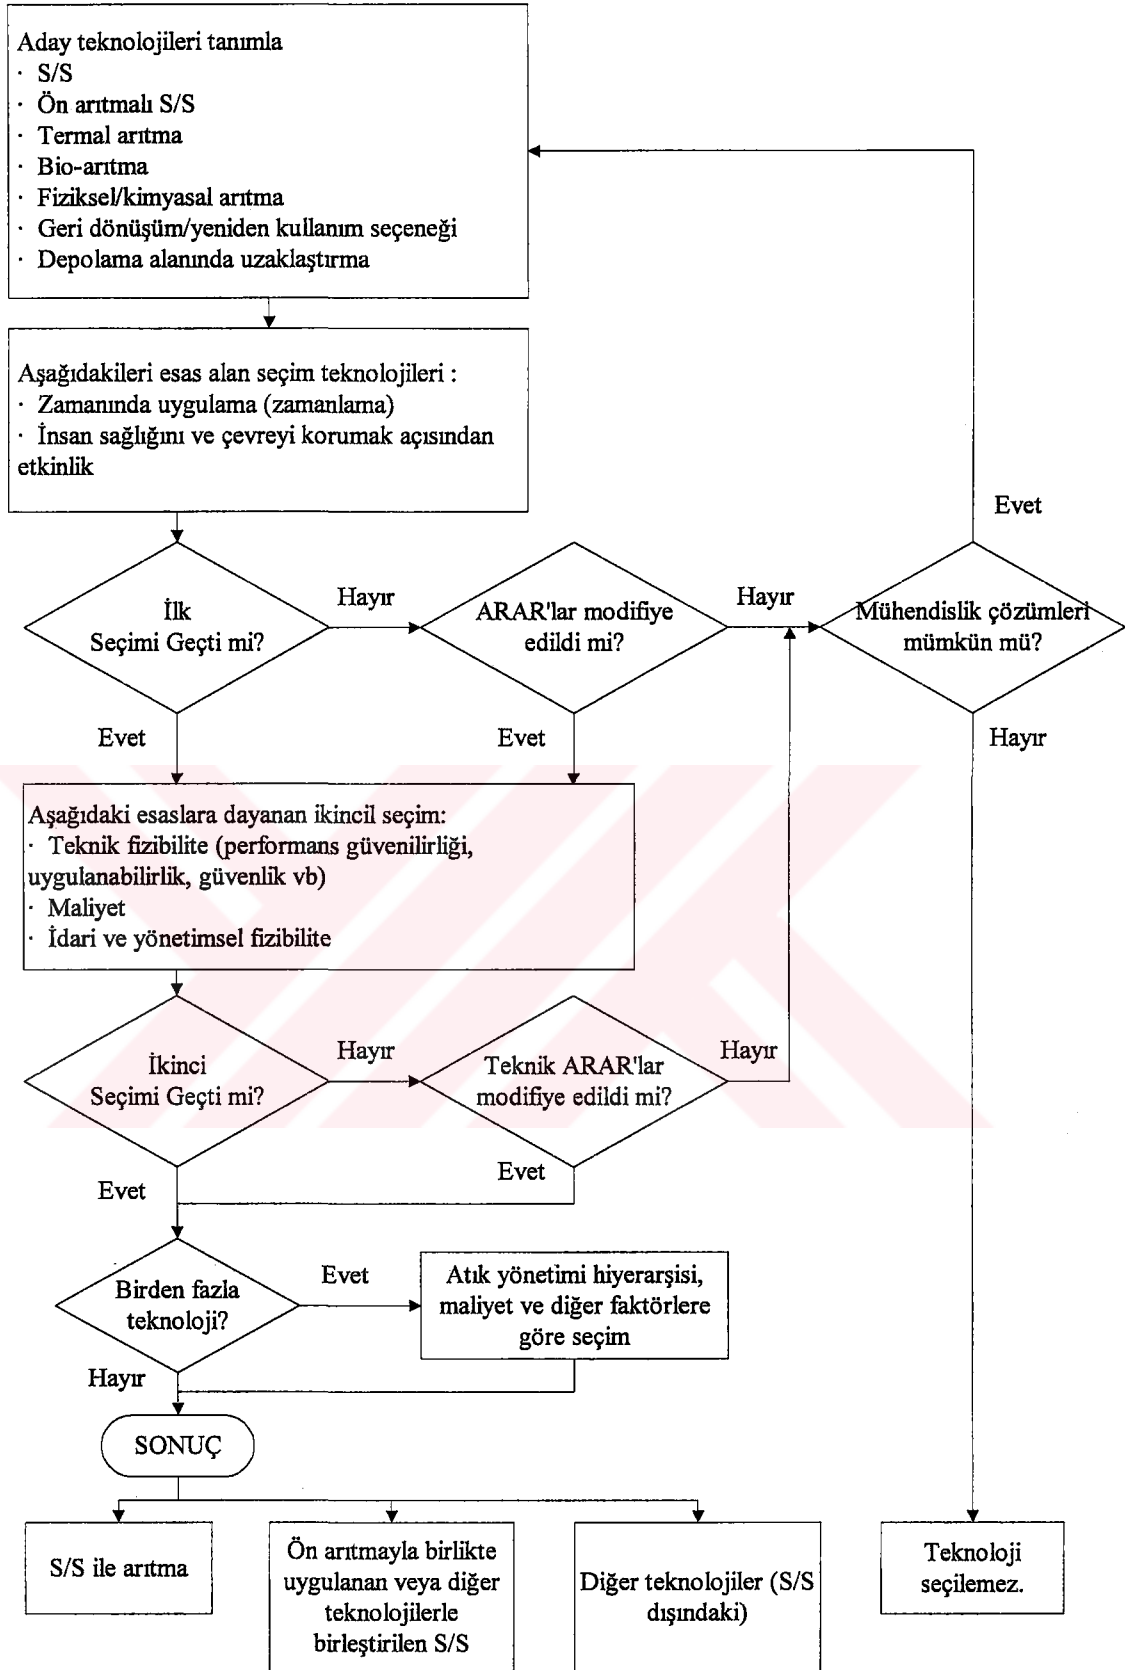 Aday teknolojileri tanımla
· S/S
· Ön arıtmalı S/S
· Termal arıtma
· Bio-arıtma
· Fiziksel/kimyasal arıtma
· Geri dönüşüm/yeniden kullanım seçeneği
· Depolama alanında uzaklaştırma
Aşağıdakileri esas alan seçim teknolojileri :
· Zamanında uygulama (zamanlama)
· İnsan sağlığını ve çevreyi korumak açısından
etkinlik
Evet
İlk
Seçimi Geçti mi?
Hayır
ARAR'lar modifiye
edildi mi?
Hayır
Mühendislik çözümleri
mümkün mü?
Evet
Evet
Hayır
Aşağıdaki esaslara dayanan ikincil seçim:
· Teknik fizibilite (performans güvenilirliği,
uygulanabilirlik, güvenlik vb)
· Maliyet
· İdari ve yönetimsel fizibilite
İkinci
Seçimi Geçti mi?
Hayır
Teknik ARAR'lar
modifiye edildi mi?
Hayır
Evet
Evet
Birden fazla
teknoloji?
Evet
Atık yönetimi hiyerarşisi,
maliyet ve diğer faktörlere
göre seçim
Hayır
SONUÇ
S/S ile arıtma
Ön arıtmayla birlikte
uygulanan veya diğer
teknolojilerle
birleştirilen S/S
Diğer teknolojiler (S/S
dışındaki)
Teknoloji
seçilemez.